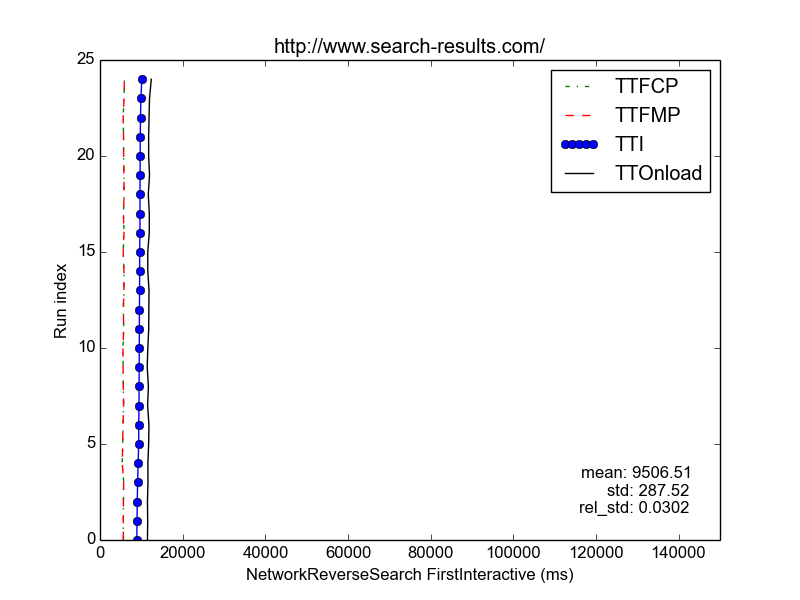 http://www.search-results.com/
25
20
15
10
5
0
Run index
TTFCP
TTFMP
TTI
TTOnload
mean: 9506.51
std: 287.52
rel_std: 0.0302
0 20000 40000 60000 80000 100000 120000 140000
NetworkReverseSearch FirstInteractive (ms)